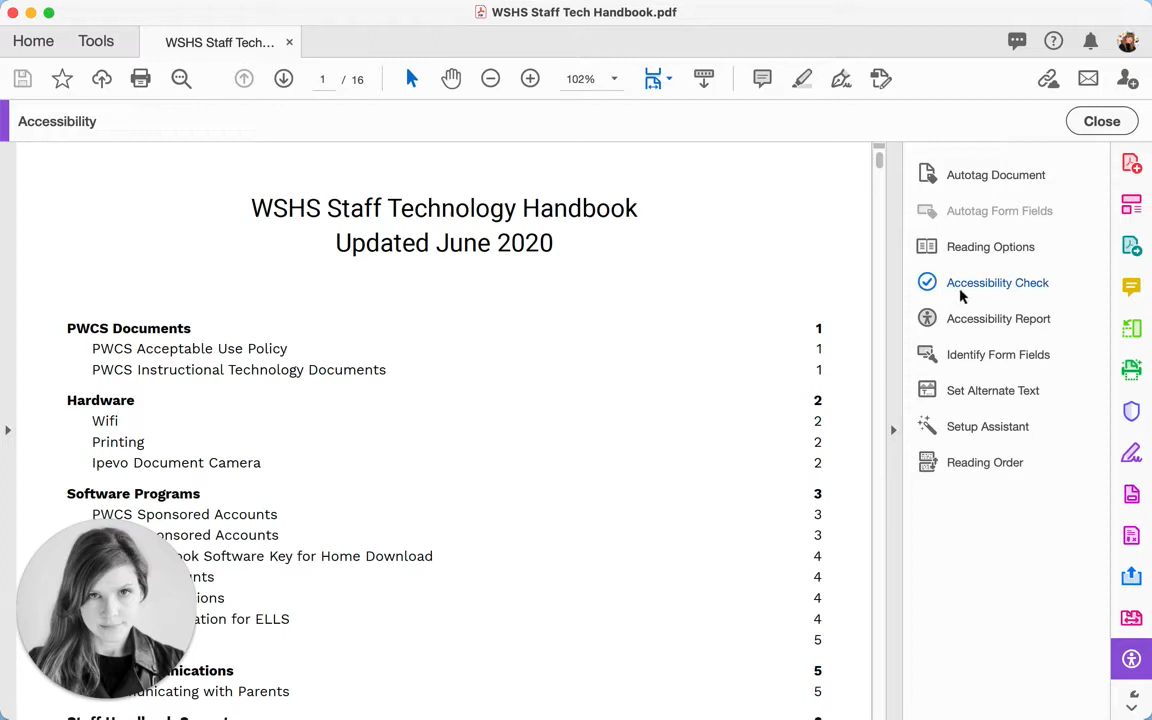 WSHS Staff Tech Handbook.pdf
Home
Tools
WSHS Staff Tech...
1 / 16
102%
Accessibility
Close
WSHS Staff Technology Handbook
Updated June 2020
PWCS Documents 1
PWCS Acceptable Use Policy 1
PWCS Instructional Technology Documents 1
Hardware 2
Wifi 2
Printing 2
Ipevo Document Camera 2
Software Programs 3
PWCS Sponsored Accounts 3
onsored Accounts 3
ook Software Key for Home Download 4
unts 4
ions 4
ation for ELLS 4
5
nications 5
municating with Parents 5
Autotag Document
Autotag Form Fields
Reading Options
Accessibility Check
Accessibility Report
Identify Form Fields
Set Alternate Text
Setup Assistant
Reading Order